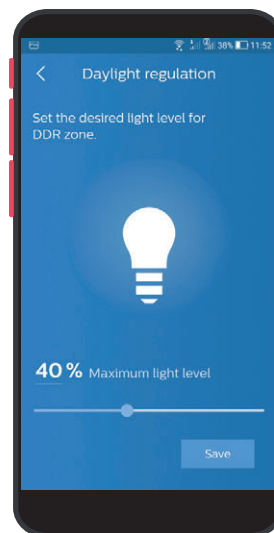 38% 11:52
Daylight regulation
Set the desired light level for
DDR zone.
40 % Maximum light level
Save